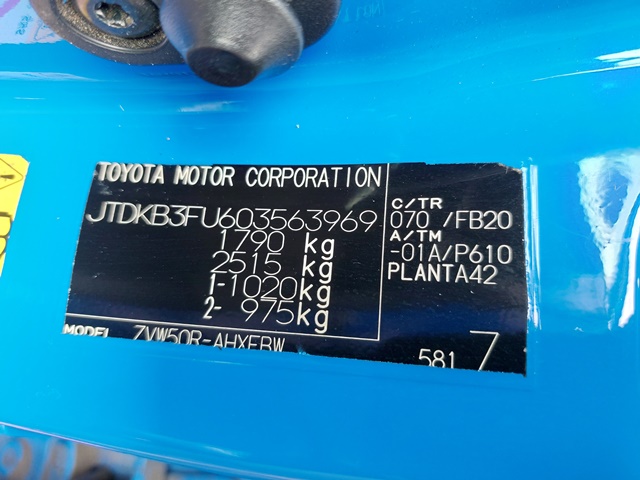 TOYOTA MOTOR CORPORATION
JTDKB3FU603563969
1790 kg
2515 kg
1- 1020kg
2- 975kg
C/TR
070 /FB20
A/TM
-01A/P610
PLANTA42
MODEL ZVW50R-AHXEBW
581 7